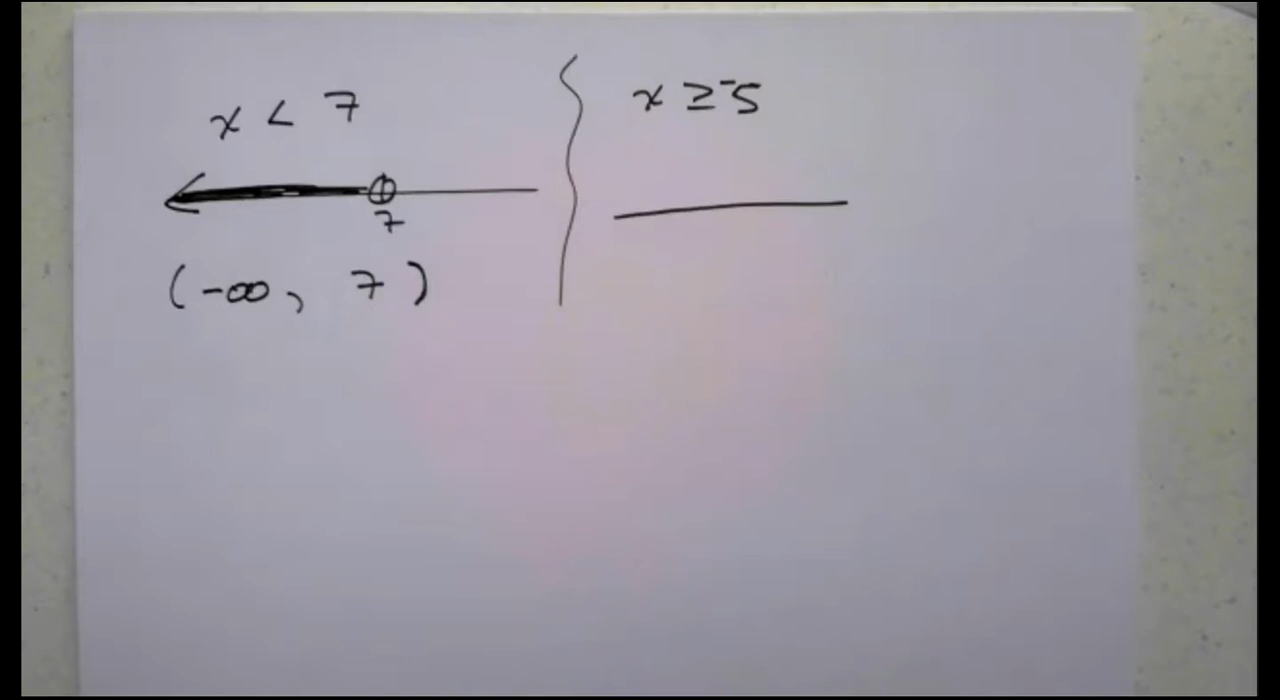 x < 7
7
(-∞, 7)
x ≥ -5